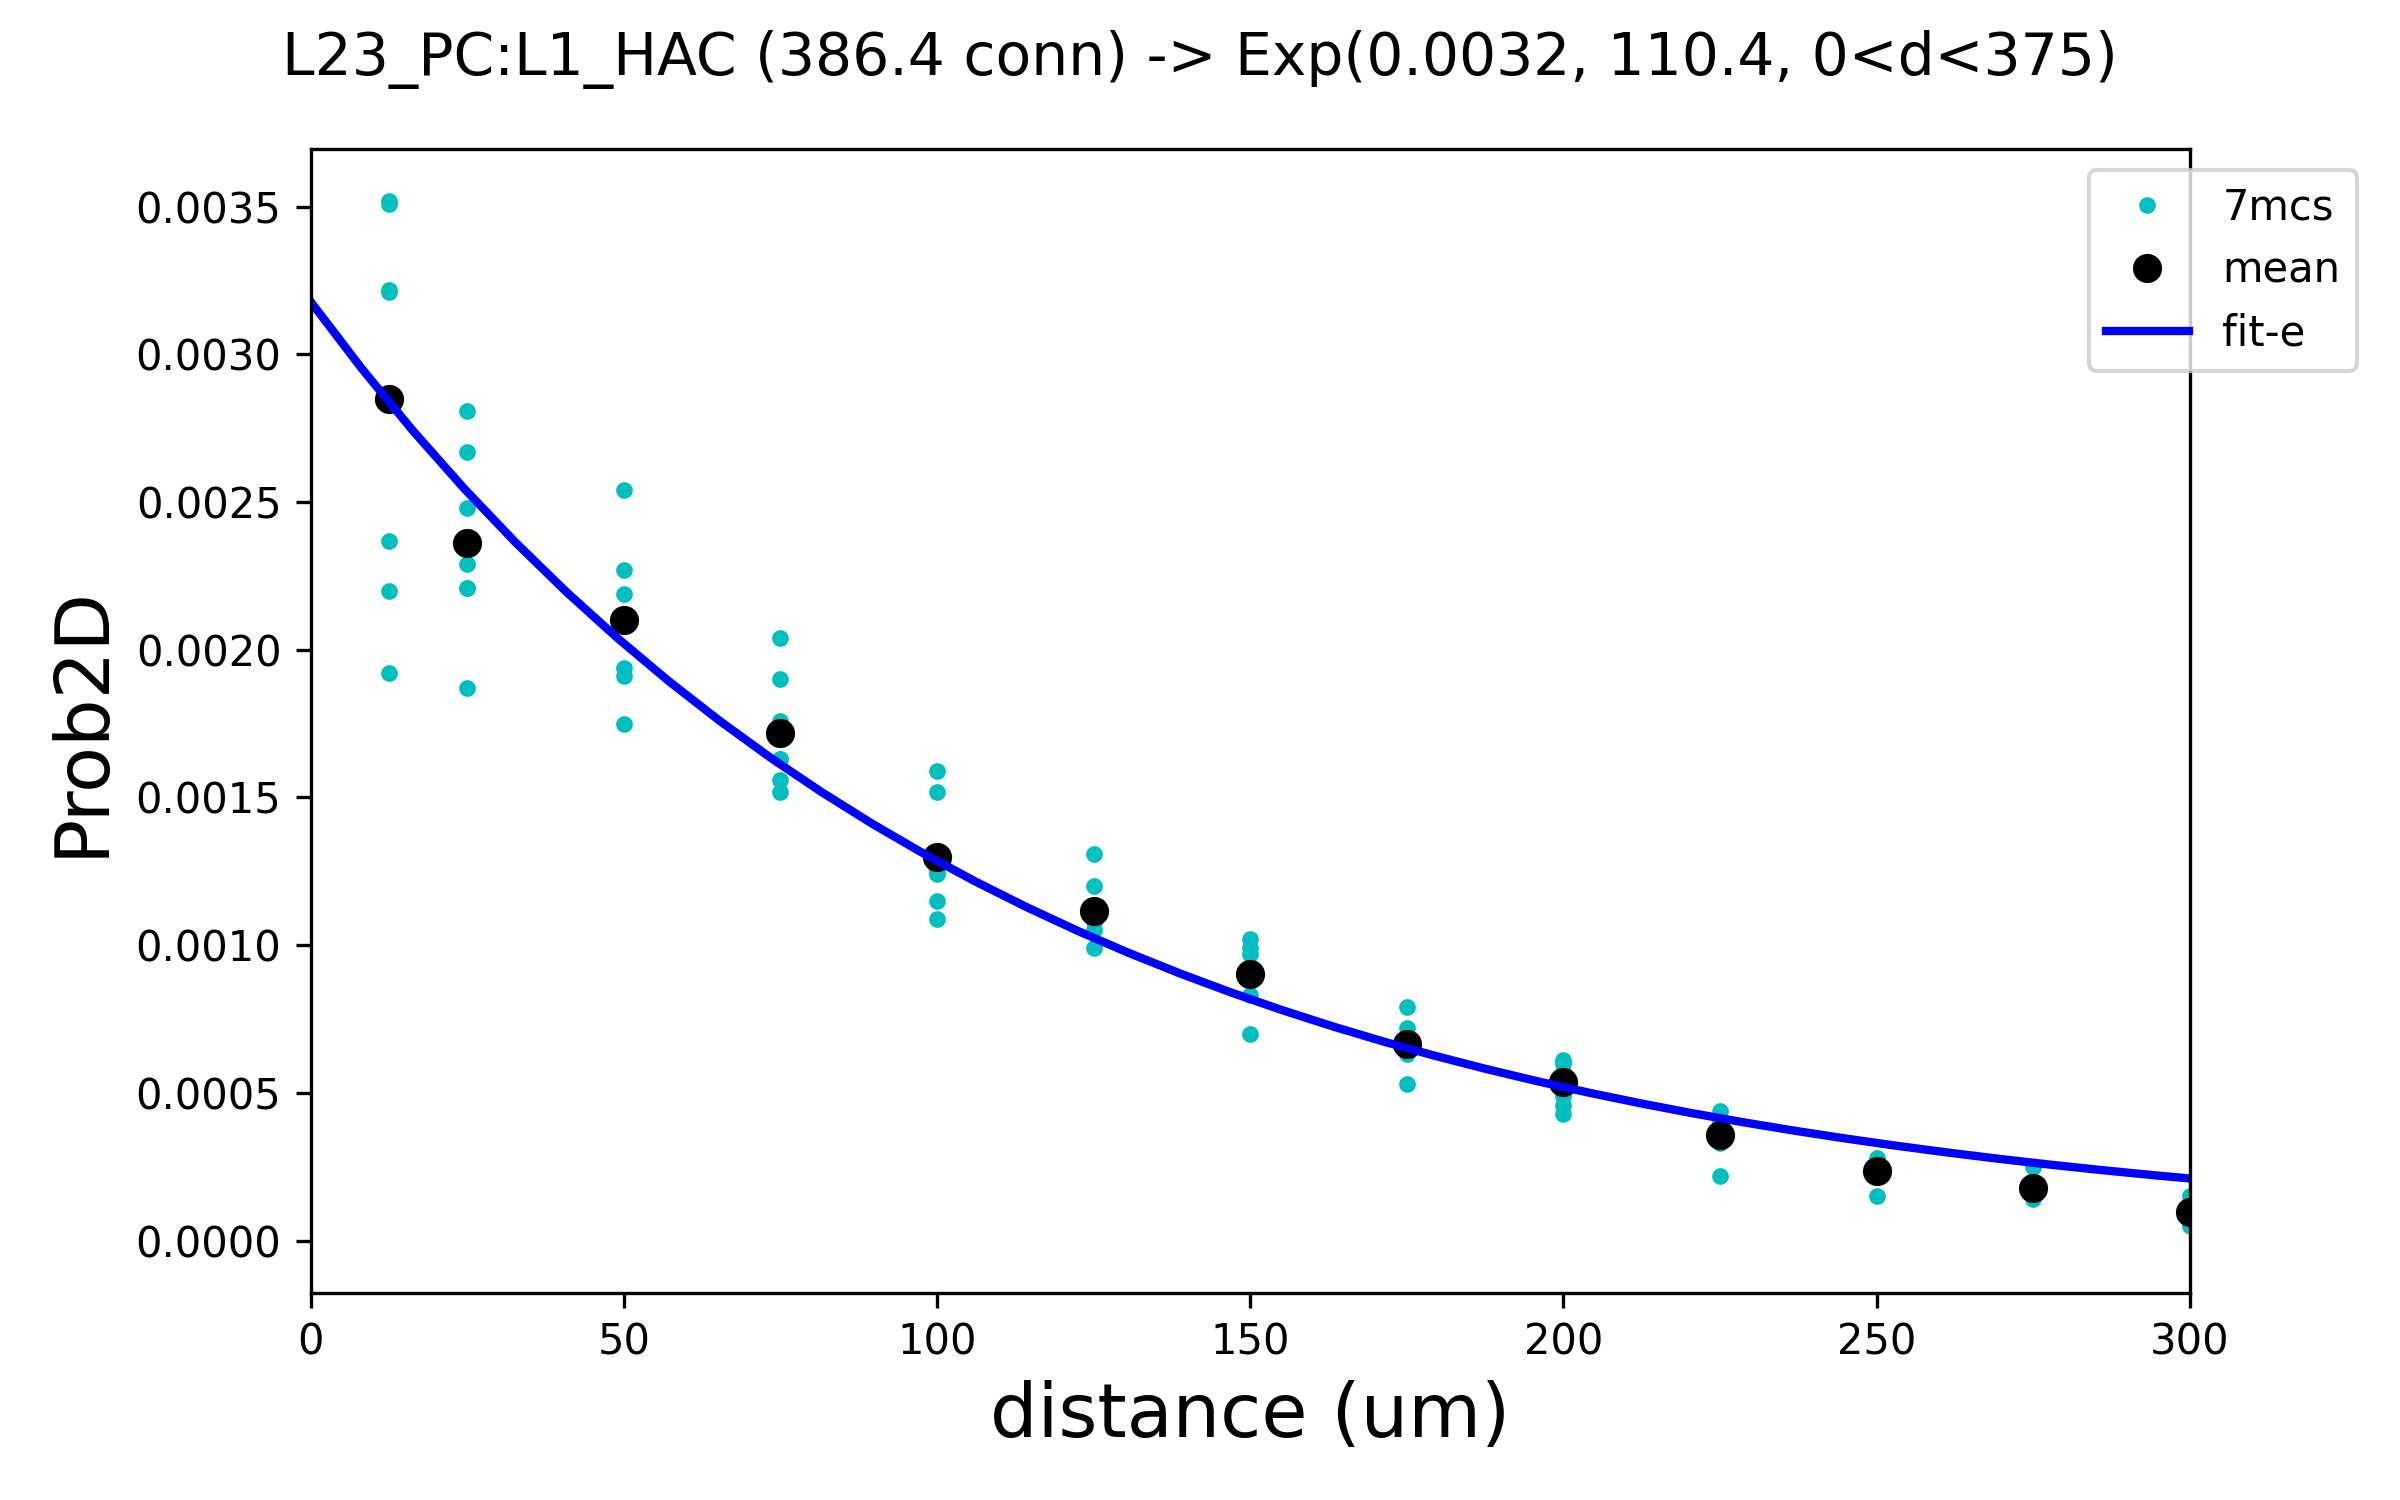 L23_PC:L1_HAC (386.4 conn) -> Exp(0.0032, 110.4, 0<d<375)
7mcs
mean
fit-e
Prob2D
0.0035
0.0030
0.0025
0.0020
0.0015
0.0010
0.0005
0.0000
0 50 100 150 200 250 300
distance (um)